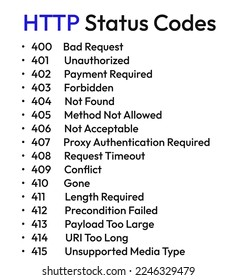 HTTP Status Codes
• 400 Bad Request
• 401 Unauthorized
• 402 Payment Required
• 403 Forbidden
• 404 Not Found
• 405 Method Not Allowed
• 406 Not Acceptable
• 407 Proxy Authentication Required
• 408 Request Timeout
• 409 Conflict
• 410 Gone
• 411 Length Required
• 412 Precondition Failed
• 413 Payload Too Large
• 414 URI Too Long
• 415 Unsupported Media Type
shutterstock.com • 2246329479